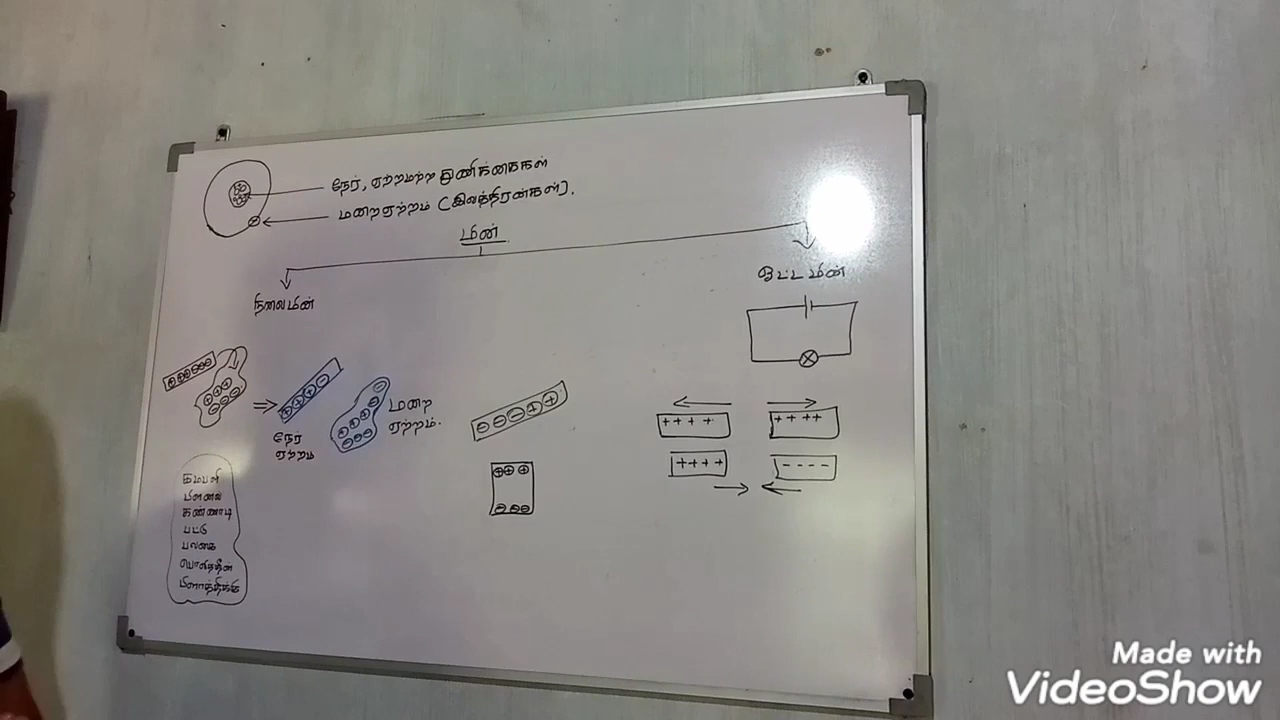 நேர், ஏற்றமற்ற துணிக்கைகள்
மறைஏற்றம் (இலத்திரன்கள்).
மின்
நிலைமின்
ஓட்டமின்
நேர்
ஏற்றம்
மறை
ஏற்றம்.
+ + + +
+ + + +
+ + + +
- - - -
கம்பளி
கண்ணாடி
பட்டு
பலகை
பொலித்தீன்
பிளாத்திக்கு
Made with
VideoShow